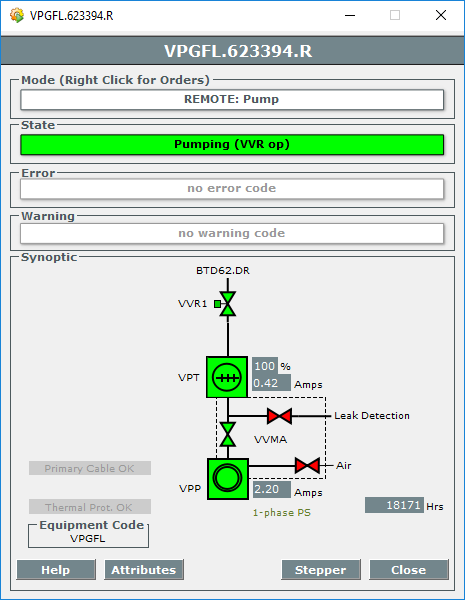 VPGFL.623394.R
VPGFL.623394.R
Mode (Right Click for Orders)
REMOTE: Pump
State
Pumping (VVR op)
Error
no error code
Warning
no warning code
Synoptic
BTD62.DR
VVR1
VPT
100 %
0.42 Amps
Leak Detection
VVMA
Air
Primary Cable OK
VPP
2.20 Amps
Thermal Prot. OK
1-phase PS
18171 Hrs
Equipment Code
VPGFL
Help Attributes Stepper Close